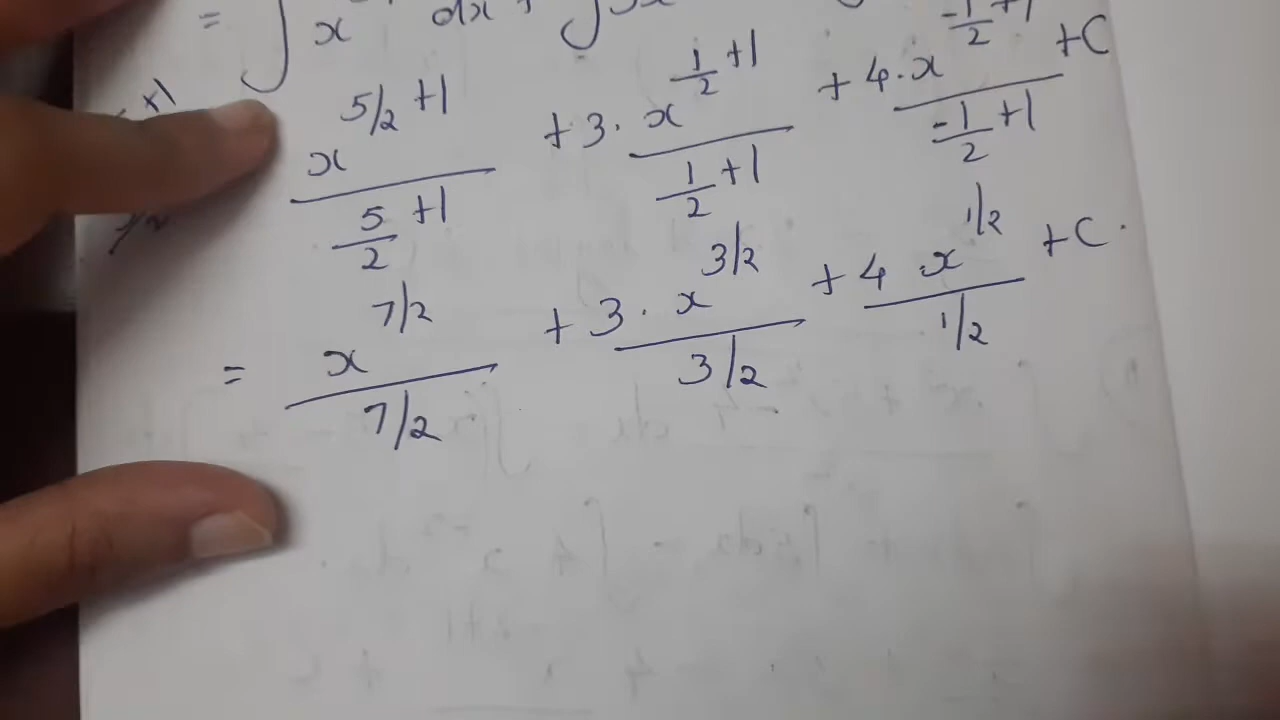 = ∫ x dx + ∫ 3x
x^(5/2 +1) / (5/2 +1) + 3 · x^(1/2 +1) / (1/2 +1) + 4·x^(-1/2 +1) / (-1/2 +1) + C
= x^(7/2) / (7/2) + 3 · x^(3/2) / (3/2) + 4 x^(1/2) / (1/2) + C ·